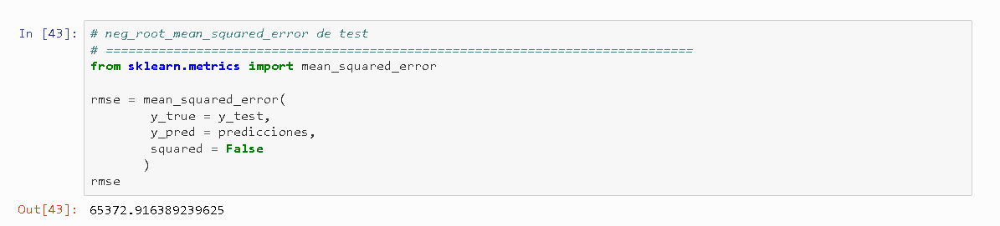 In [43]: # neg_root_mean_squared_error de test
# ==============================================================================
from sklearn.metrics import mean_squared_error
rmse = mean_squared_error(
y_true = y_test,
y_pred = predicciones,
squared = False
)
rmse
Out[43]: 65372.916389239625